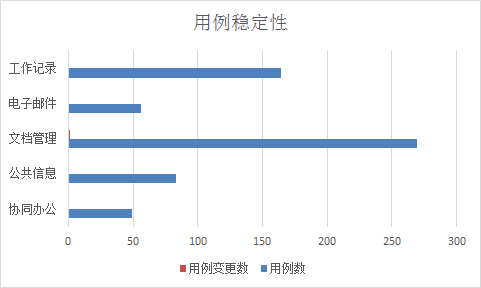 用例稳定性
工作记录
电子邮件
文档管理
公共信息
协同办公
0 50 100 150 200 250 300
用例变更数 用例数